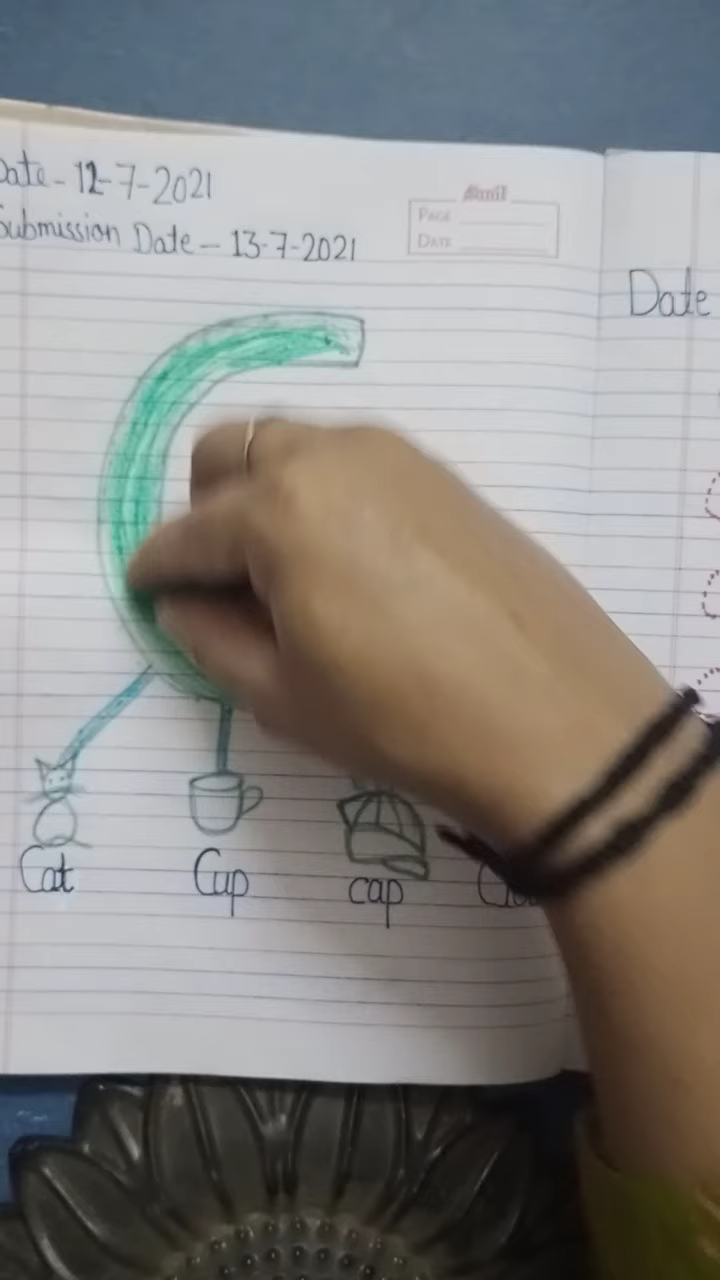 Date - 12-7-2021
Submission Date - 13-7-2021
PAGE
DATE
Date
Cat
Cup
cap